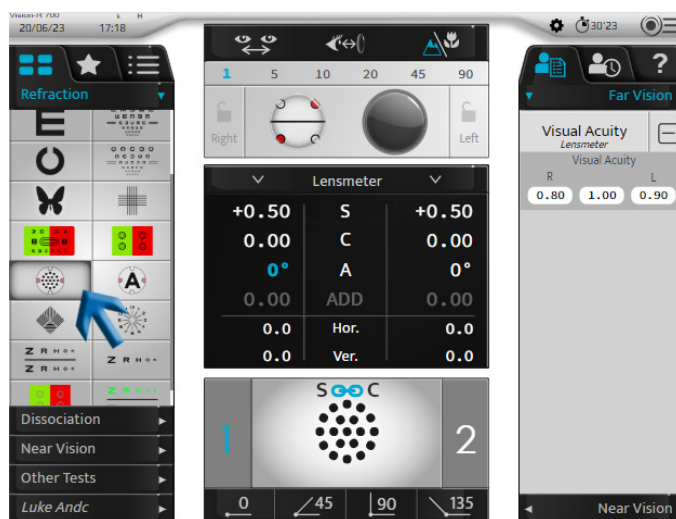 Vision-R 700
L H
20/06/23 17:18
30'23
?
Refraction
Far Vision
1 5 10 20 45 90
Right
Left
Visual Acuity
Lensmeter
Visual Acuity
R L
0.80 1.00 0.90
Lensmeter
+0.50 S +0.50
0.00 C 0.00
0° A 0°
0.00 ADD 0.00
0.0 Hor. 0.0
0.0 Ver. 0.0
E
A
Z R H O K
Z R H O K
Z R H O K
S C
1 2
0 45 90 135
Dissociation
Near Vision
Other Tests
Luke Andc
Near Vision